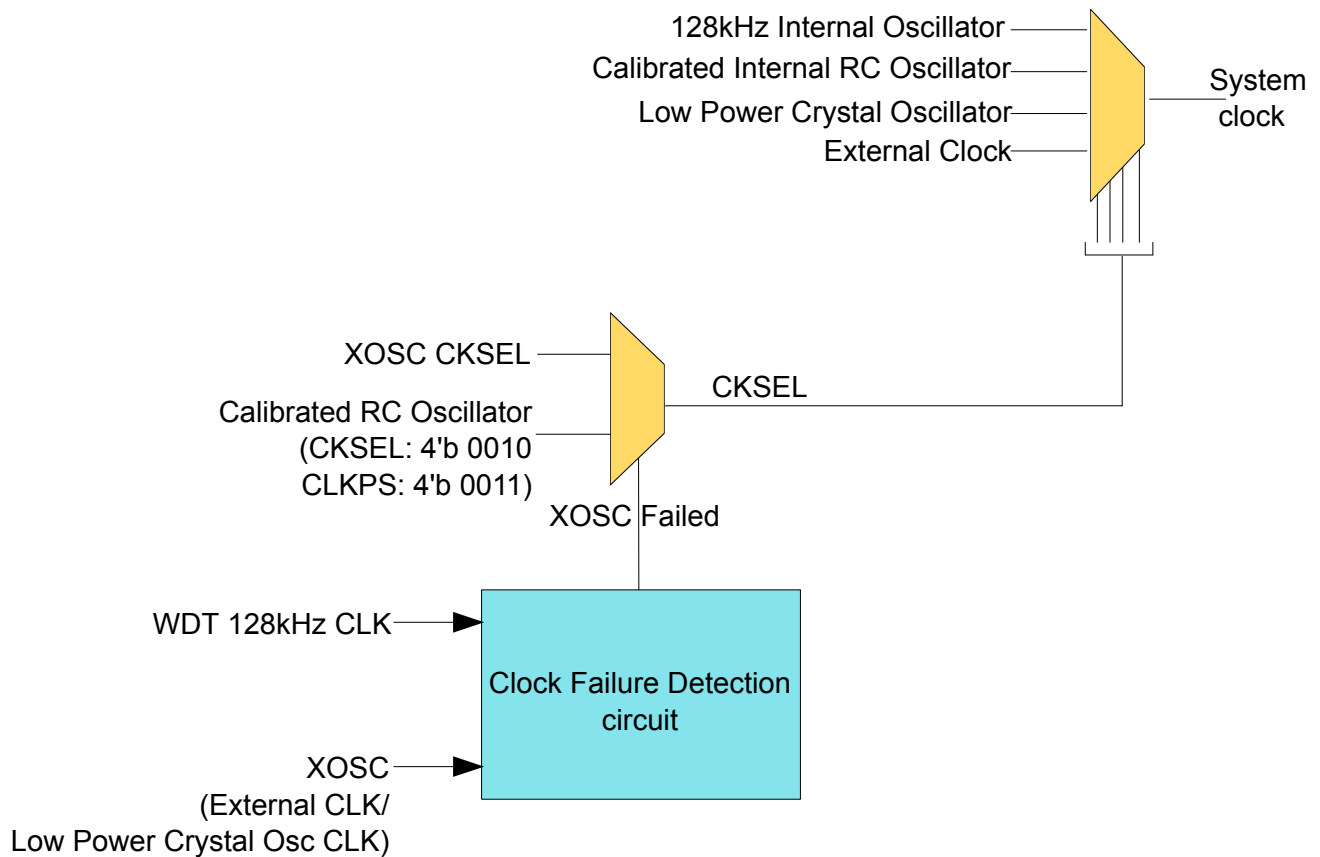 128kHz Internal Oscillator
Calibrated Internal RC Oscillator
Low Power Crystal Oscillator
External Clock
System
clock
XOSC CKSEL
Calibrated RC Oscillator
(CKSEL: 4'b 0010
CLKPS: 4'b 0011)
CKSEL
XOSC Failed
WDT 128kHz CLK
Clock Failure Detection
circuit
XOSC
(External CLK/
Low Power Crystal Osc CLK)